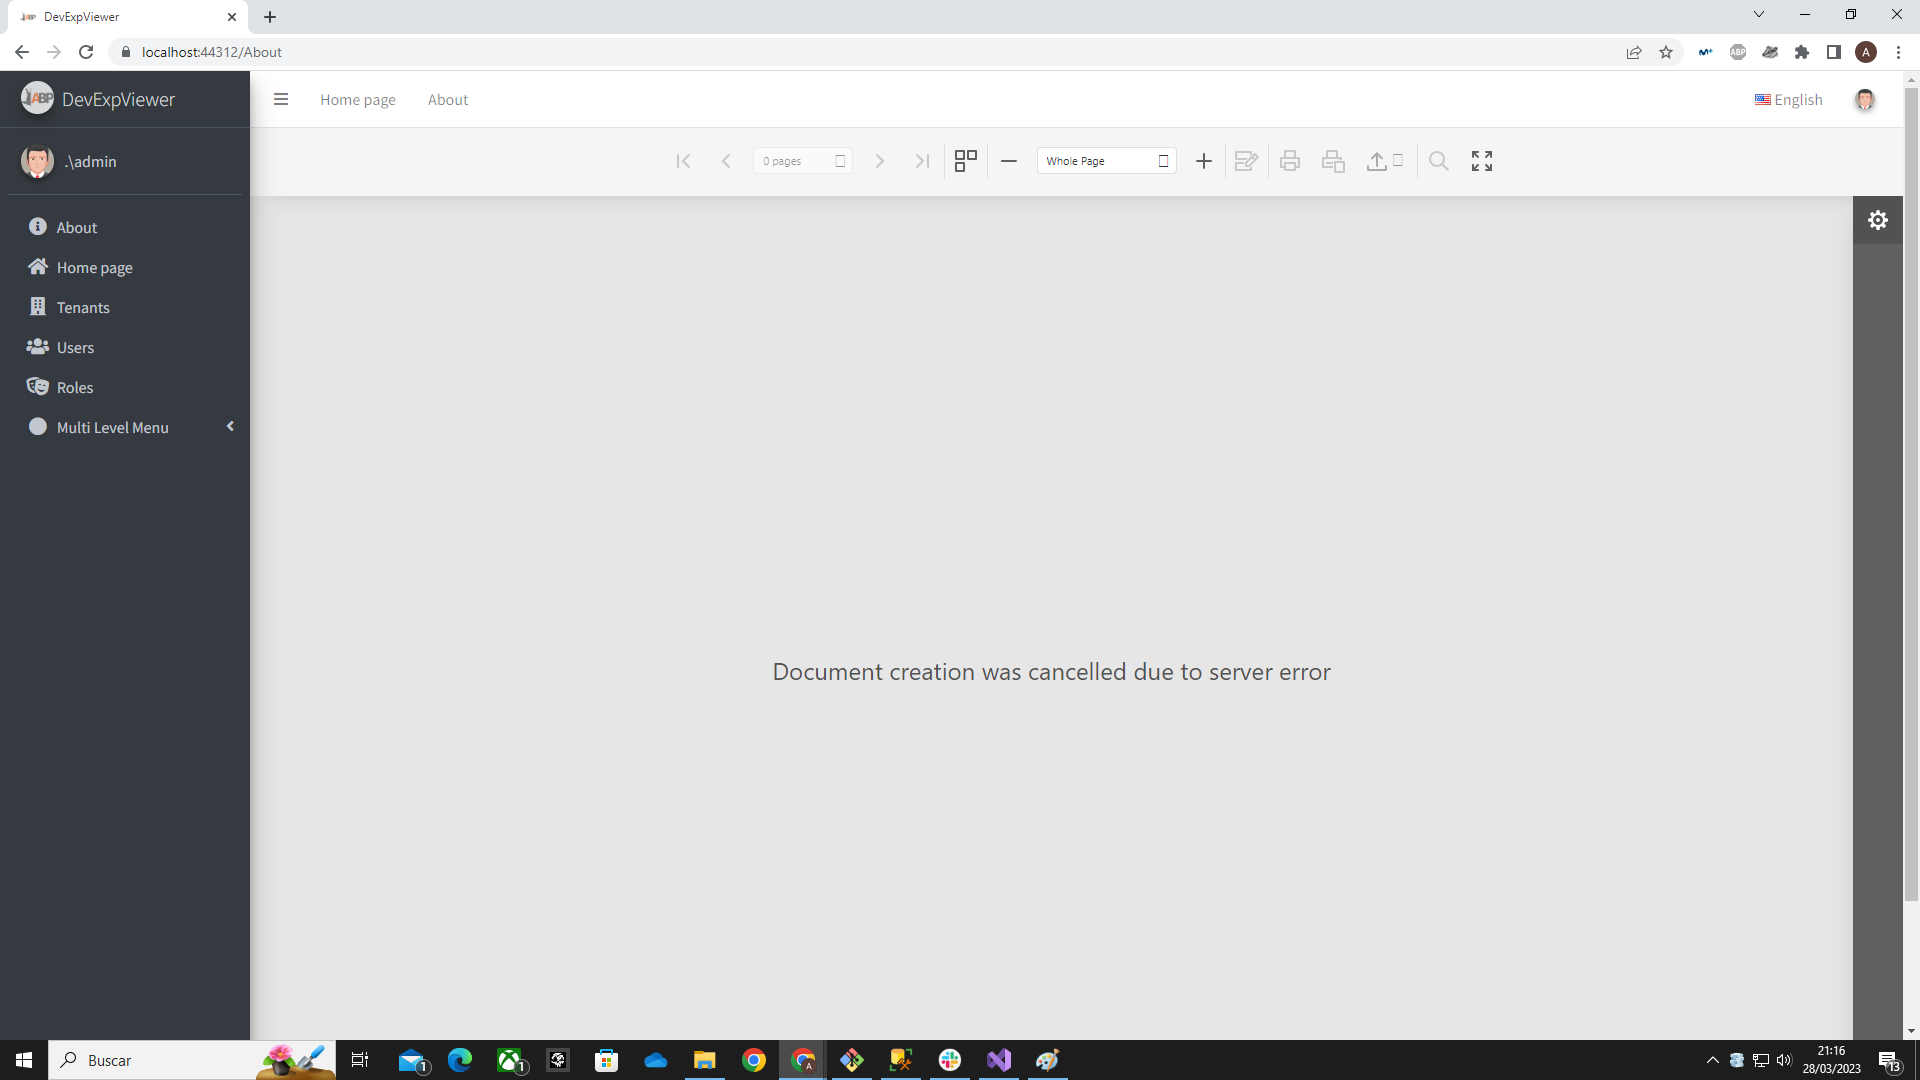 DevExpViewer
localhost:44312/About
ABP
A
ABP
DevExpViewer
Home page
About
English
.\admin
0 pages
Whole Page
About
Home page
Tenants
Users
Roles
Multi Level Menu
Document creation was cancelled due to server error
Buscar
1
1
A
21:16
28/03/2023
13